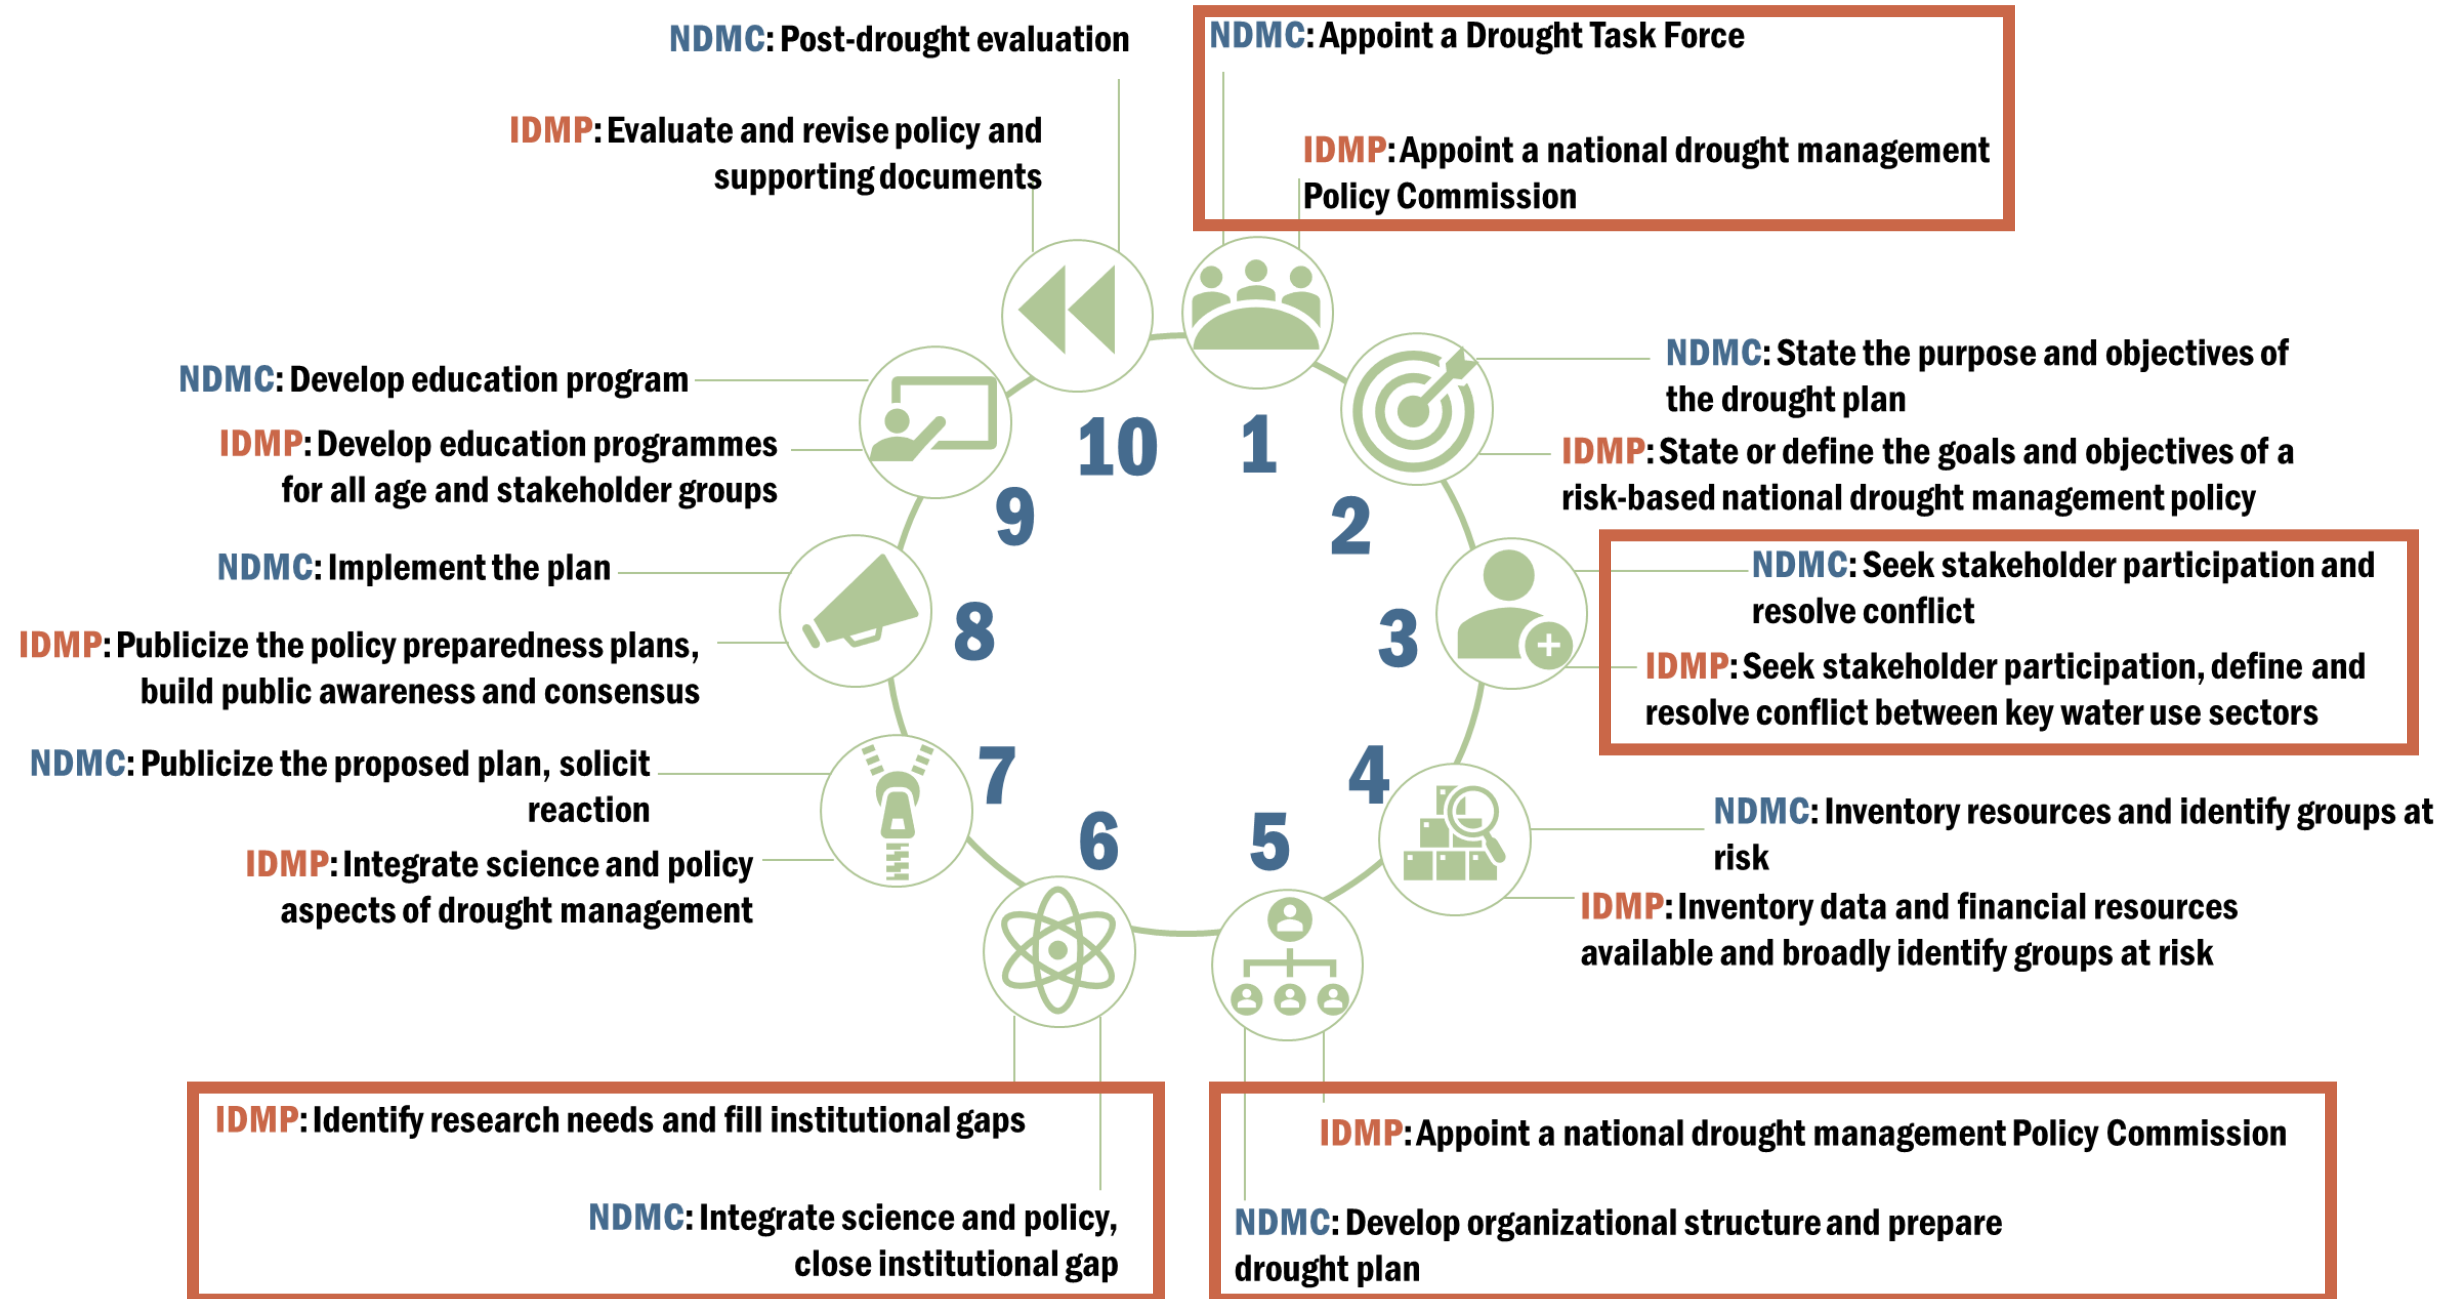 NDMC: Post-drought evaluation
IDMP: Evaluate and revise policy and
supporting documents
NDMC: Appoint a Drought Task Force
IDMP: Appoint a national drought management
Policy Commission
NDMC: State the purpose and objectives of
the drought plan
IDMP: State or define the goals and objectives of a
risk-based national drought management policy
NDMC: Seek stakeholder participation and
resolve conflict
IDMP: Seek stakeholder participation, define and
resolve conflict between key water use sectors
NDMC: Inventory resources and identify groups at
risk
IDMP: Inventory data and financial resources
available and broadly identify groups at risk
IDMP: Appoint a national drought management Policy Commission
NDMC: Develop organizational structure and prepare
drought plan
IDMP: Identify research needs and fill institutional gaps
NDMC: Integrate science and policy,
close institutional gap
NDMC: Publicize the proposed plan, solicit
reaction
IDMP: Integrate science and policy
aspects of drought management
NDMC: Implement the plan
IDMP: Publicize the policy preparedness plans,
build public awareness and consensus
NDMC: Develop education program
IDMP: Develop education programmes
for all age and stakeholder groups
1
2
3
4
5
6
7
8
9
10